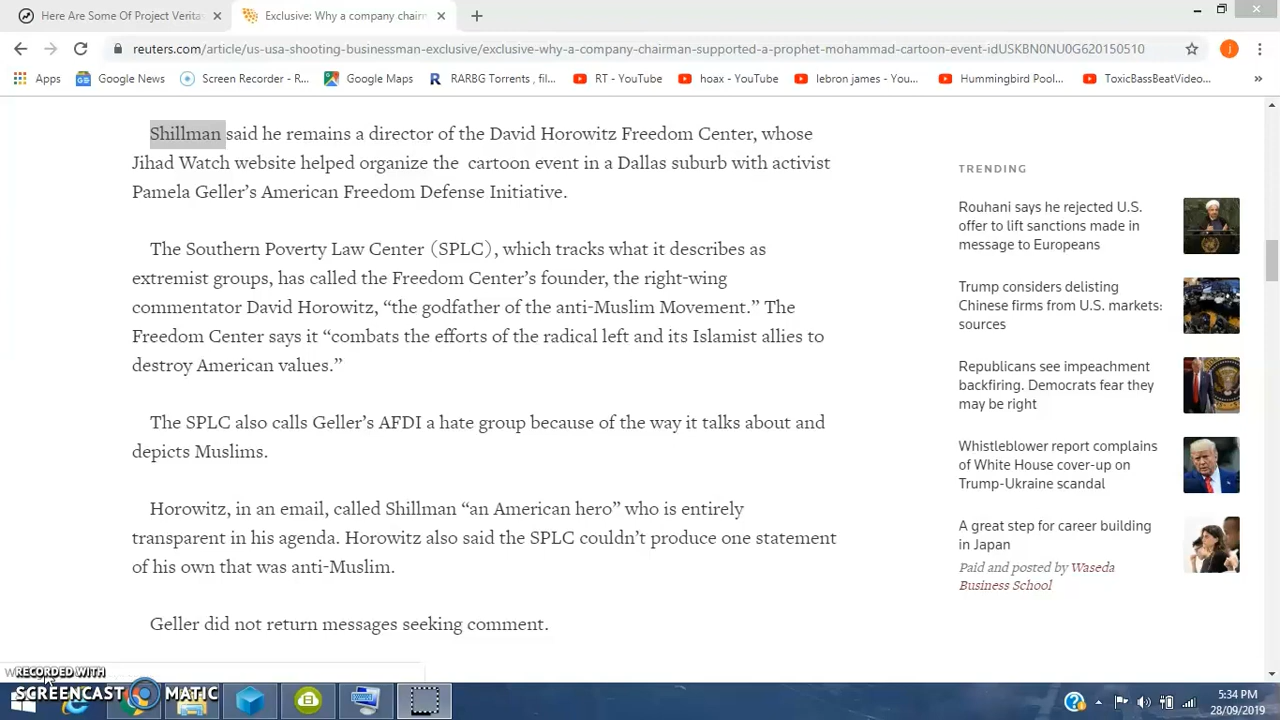 Here Are Some Of Project Veritas
Exclusive: Why a company chairm
reuters.com/article/us-usa-shooting-businessman-exclusive/exclusive-why-a-company-chairman-supported-a-prophet-mohammad-cartoon-event-idUSKBN0NU0G620150510
j
Apps
Google News
Screen Recorder - R...
Google Maps
RARBG Torrents , fil...
RT - YouTube
hoax - YouTube
lebron james - You...
Hummingbird Pool...
ToxicBassBeatVideo...
»
Shillman said he remains a director of the David Horowitz Freedom Center, whose
Jihad Watch website helped organize the cartoon event in a Dallas suburb with activist
Pamela Geller’s American Freedom Defense Initiative.
The Southern Poverty Law Center (SPLC), which tracks what it describes as
extremist groups, has called the Freedom Center’s founder, the right-wing
commentator David Horowitz, “the godfather of the anti-Muslim Movement.” The
Freedom Center says it “combats the efforts of the radical left and its Islamist allies to
destroy American values.”
The SPLC also calls Geller’s AFDI a hate group because of the way it talks about and
depicts Muslims.
Horowitz, in an email, called Shillman “an American hero” who is entirely
transparent in his agenda. Horowitz also said the SPLC couldn’t produce one statement
of his own that was anti-Muslim.
Geller did not return messages seeking comment.
TRENDING
Rouhani says he rejected U.S.
offer to lift sanctions made in
message to Europeans
Trump considers delisting
Chinese firms from U.S. markets:
sources
Republicans see impeachment
backfiring. Democrats fear they
may be right
Whistleblower report complains
of White House cover-up on
Trump-Ukraine scandal
A great step for career building
in Japan
Paid and posted by Waseda
Business School
RECORDED WITH
SCREENCAST MATIC
5:34 PM
28/09/2019